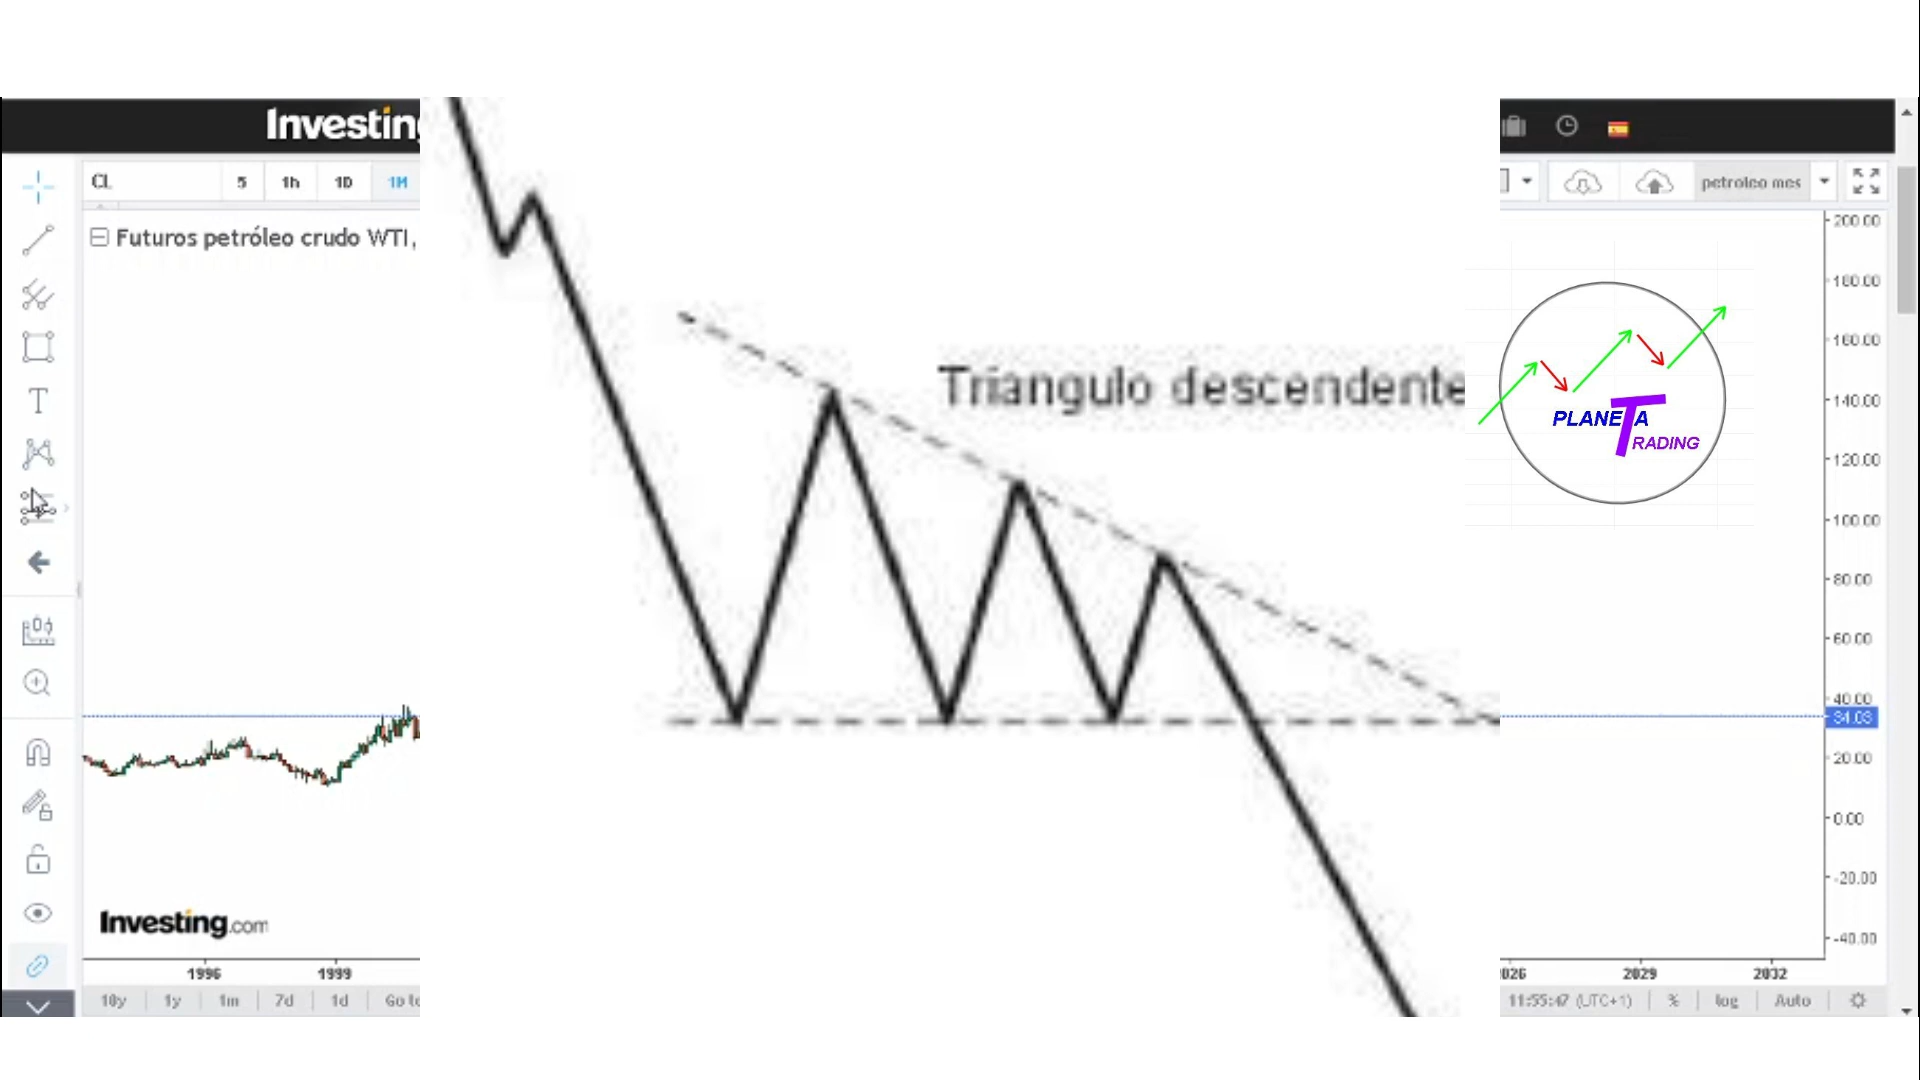 Investing
CL 5 1h 1D 1M
petroleo mes
Futuros petróleo crudo WTI,
200.00
180.00
160.00
Triangulo descendente
140.00
PLANETA
TRADING
120.00
100.00
80.00
60.00
40.00
34.03
20.00
0.00
-20.00
-40.00
Investing.com
1996 1999 2029 2032
10y 1y 1m 7d 1d Go
11:55:47 (UTC+1) % log Auto